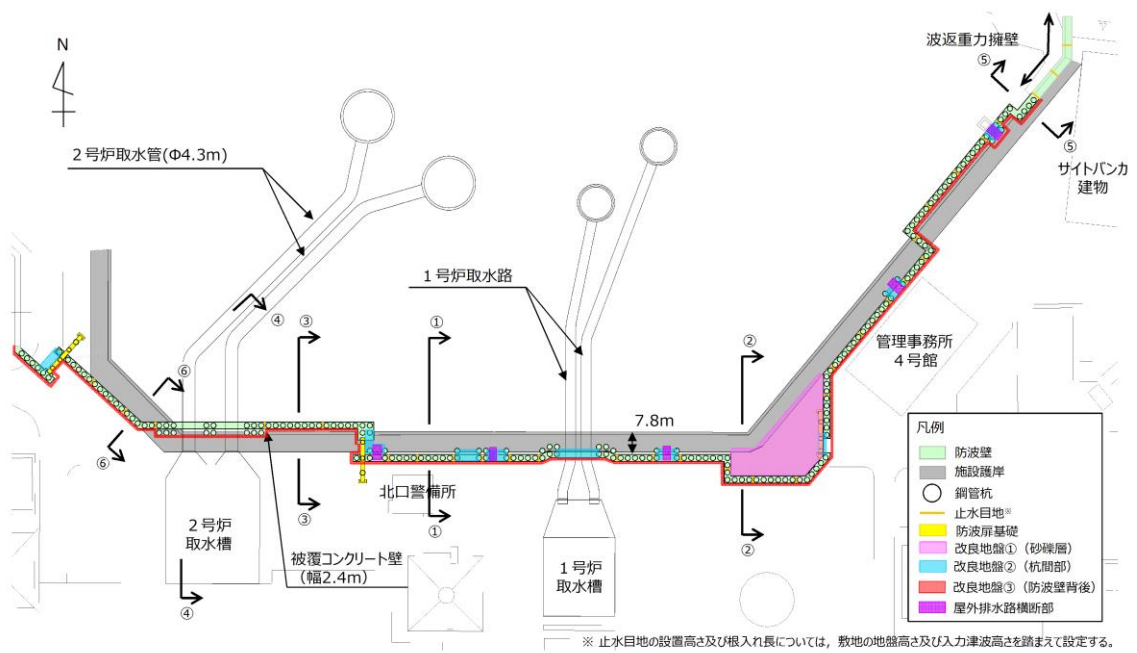 N
波返重力擁壁
⑤
⑤
サイトバンカ
建物
2号炉取水管(Φ4.3m)
1号炉取水路
④
③
①
②
⑥
⑥
7.8m
管理事務所
4号館
北口警備所
③
①
②
2号炉
取水槽
被覆コンクリート壁
(幅2.4m)
1号炉
取水槽
④
凡例
防波壁
施設護岸
鋼管杭
止水目地※
防波扉基礎
改良地盤①(砂礫層)
改良地盤②(杭間部)
改良地盤③(防波壁背後)
屋外排水路横断部
※ 止水目地の設置高さ及び根入れ長については,敷地の地盤高さ及び入力津波高さを踏まえて設定する。